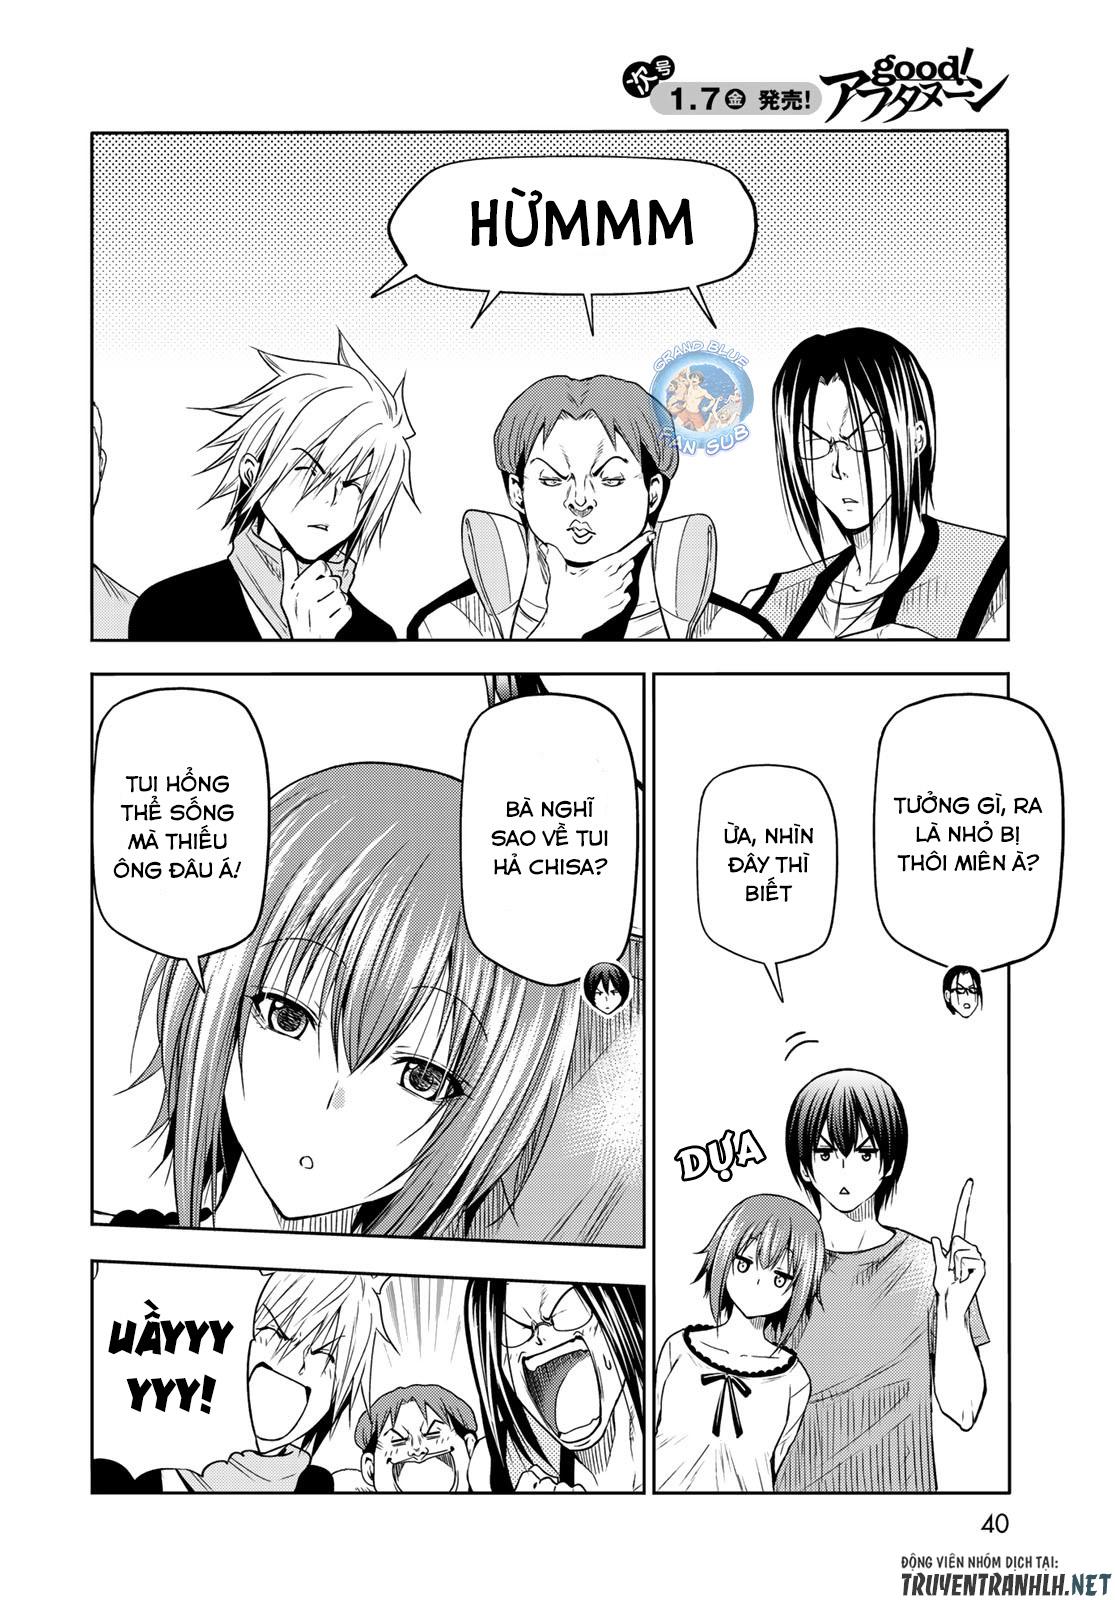 次号
1.7金 発売!
good!
アフタヌーン
HỪMMM
GRAND BLUE
FAN SUB
TƯỞNG GÌ, RA
LÀ NHỎ BỊ
THÔI MIÊN À?
ỪA, NHÌN
ĐÂY THÌ
BIẾT
DỰA
BÀ NGHĨ
SAO VỀ TUI
HẢ CHISA?
TUI HỔNG
THỂ SỐNG
MÀ THIẾU
ÔNG ĐÂU Á!
UẦYYY
YYY!
40
ĐỘNG VIÊN NHÓM DỊCH TẠI:
TRUYENTRANHLH.NET